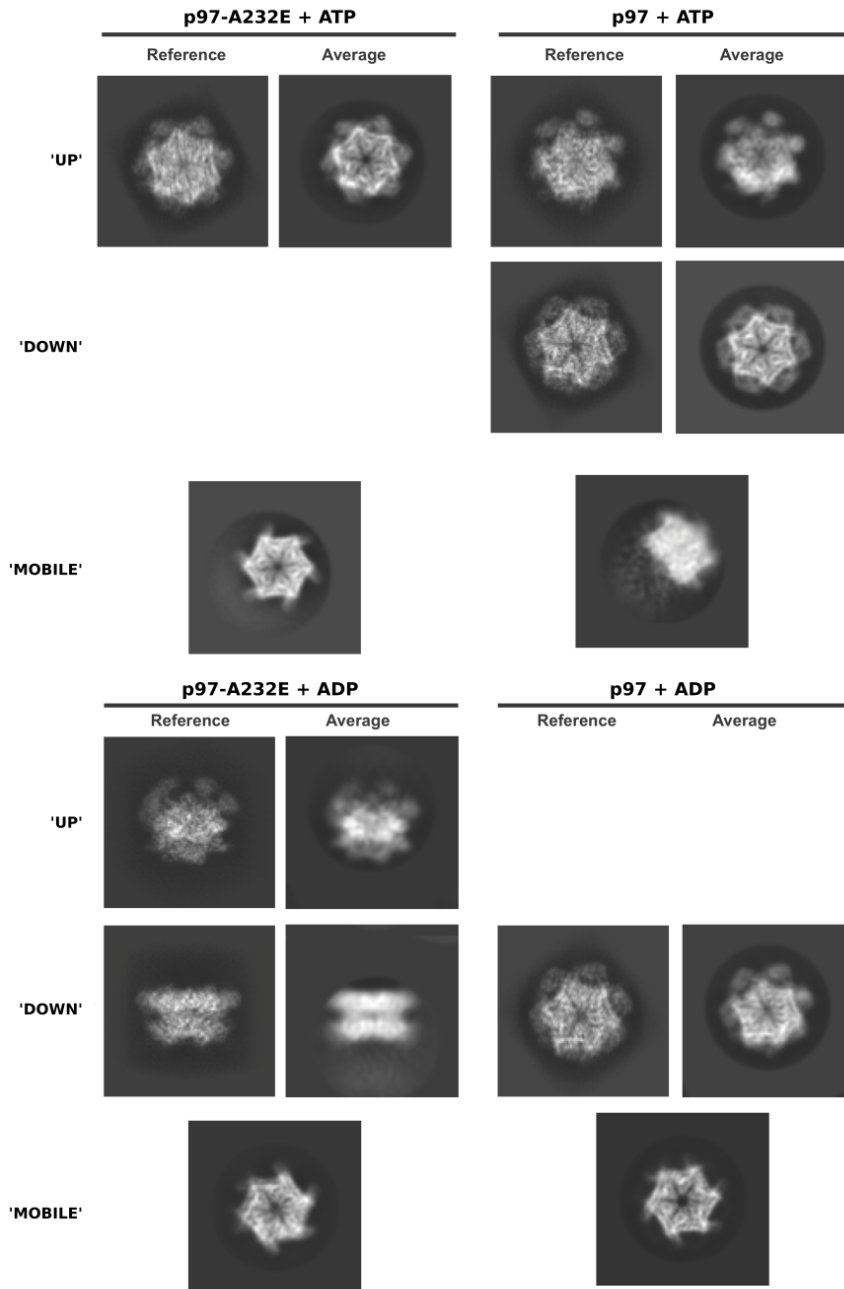 p97-A232E + ATP p97 + ATP
Reference Average Reference Average
'UP'
'DOWN'
'MOBILE'
p97-A232E + ADP p97 + ADP
Reference Average Reference Average
'UP'
'DOWN'
'MOBILE'